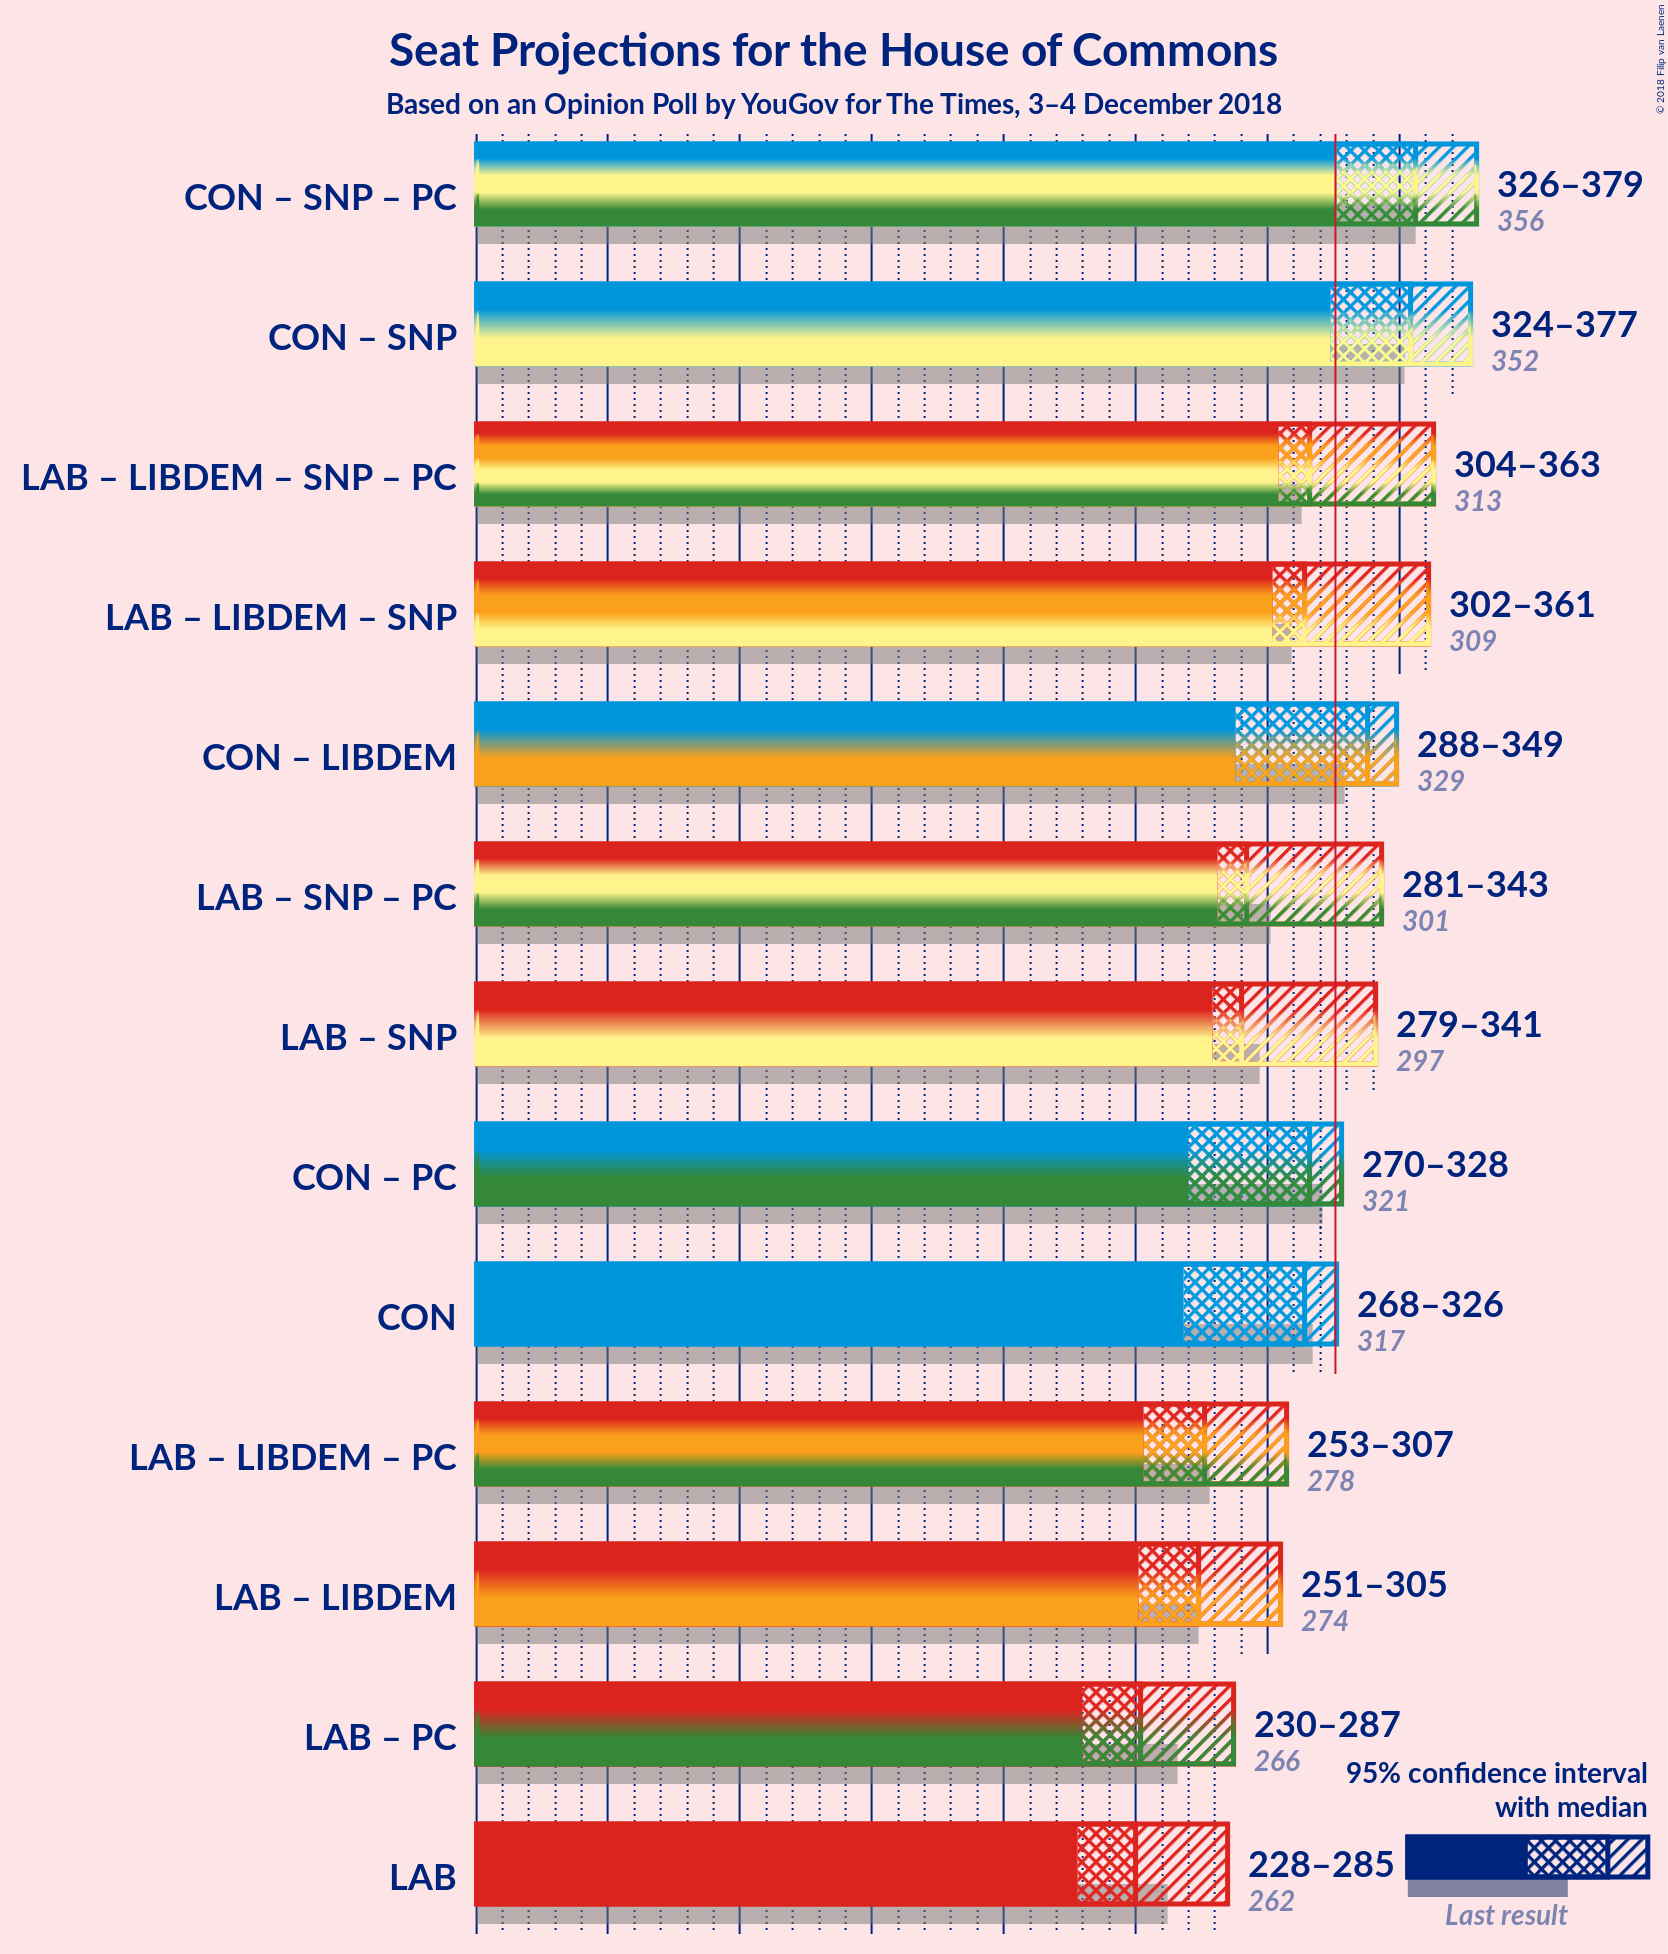 Seat Projections for the House of Commons
Based on an Opinion Poll by YouGov for The Times, 3–4 December 2018
© 2018 Filip van Laenen
CON – SNP – PC
326–379
356
CON – SNP
324–377
352
LAB – LIBDEM – SNP – PC
304–363
313
LAB – LIBDEM – SNP
302–361
309
CON – LIBDEM
288–349
329
LAB – SNP – PC
281–343
301
LAB – SNP
279–341
297
CON – PC
270–328
321
CON
268–326
317
LAB – LIBDEM – PC
253–307
278
LAB – LIBDEM
251–305
274
LAB – PC
230–287
266
LAB
228–285
262
95% confidence interval
with median
Last result